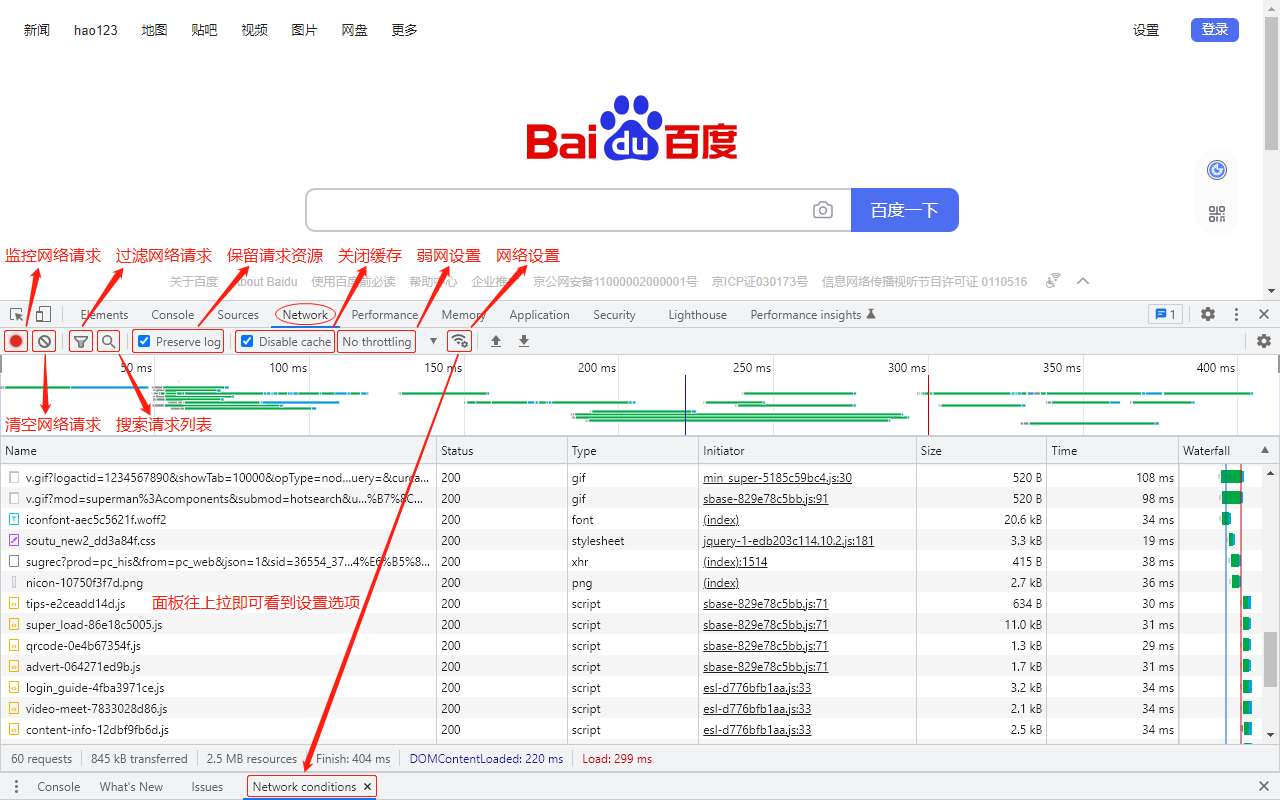 新闻 hao123 地图 贴吧 视频 图片 网盘 更多 设置 登录
Bai du 百度
百度一下
监控网络请求 过滤网络请求 保留请求资源 关闭缓存 弱网设置 网络设置
关于百度 About Baidu 使用百度前必读 帮助中心 企业推广 京公网安备11000002000001号 京ICP证030173号 信息网络传播视听节目许可证 0110516
Elements Console Sources Network Performance Memory Application Security Lighthouse Performance insights 1
Preserve log Disable cache No throttling
50 ms 100 ms 150 ms 200 ms 250 ms 300 ms 350 ms 400 ms
清空网络请求 搜索请求列表
Name Status Type Initiator Size Time Waterfall
v.gif?logactid=1234567890&showTab=10000&opType=nod...uery=&curda... 200 gif min_super-5185c59bc4.js:30 520 B 108 ms
v.gif?mod=superman%3Acomponents&submod=hotsearch&u...%B7%8C... 200 gif sbase-829e78c5bb.js:91 520 B 98 ms
iconfont-aec5c5621f.woff2 200 font (index) 20.6 kB 34 ms
soutu_new2_dd3a84f.css 200 stylesheet jquery-1-edb203c114.10.2.js:181 3.3 kB 19 ms
sugrec?prod=pc_his&from=pc_web&json=1&sid=36554_37...4%E6%B5%8... 200 xhr (index):1514 415 B 38 ms
nicon-10750f3f7d.png 200 png (index) 2.7 kB 36 ms
tips-e2ceadd14d.js 面板往上拉即可看到设置选项 200 script sbase-829e78c5bb.js:71 634 B 30 ms
super_load-86e18c5005.js 200 script sbase-829e78c5bb.js:71 11.0 kB 31 ms
qrcode-0e4b67354f.js 200 script sbase-829e78c5bb.js:71 1.3 kB 29 ms
advert-064271ed9b.js 200 script sbase-829e78c5bb.js:71 1.7 kB 31 ms
login_guide-4fba3971ce.js 200 script esl-d776bfb1aa.js:33 3.2 kB 34 ms
video-meet-7833028d86.js 200 script esl-d776bfb1aa.js:33 2.1 kB 34 ms
content-info-12dbf9fb6d.js 200 script esl-d776bfb1aa.js:33 2.5 kB 34 ms
60 requests 845 kB transferred 2.5 MB resources Finish: 404 ms DOMContentLoaded: 220 ms Load: 299 ms
Console What's New Issues Network conditions